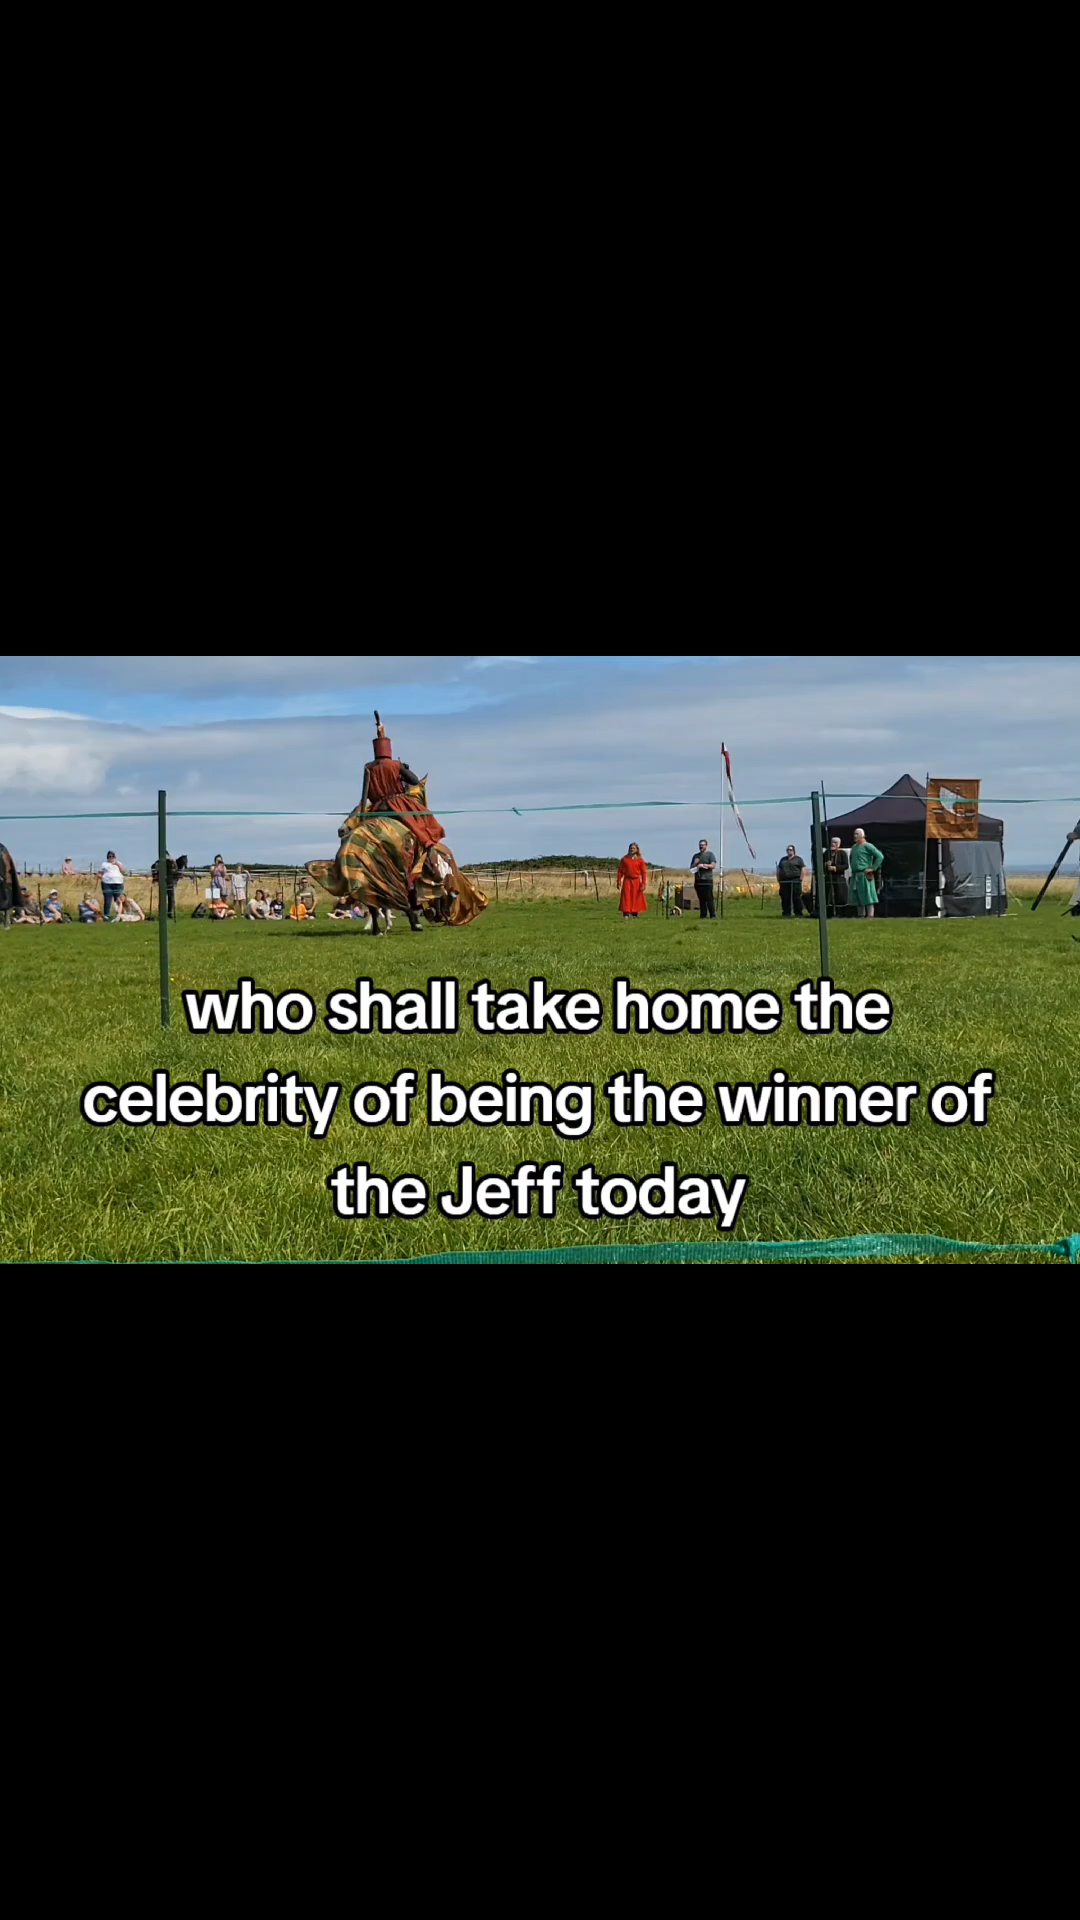 who shall take home the
celebrity of being the winner of
the Jeff today